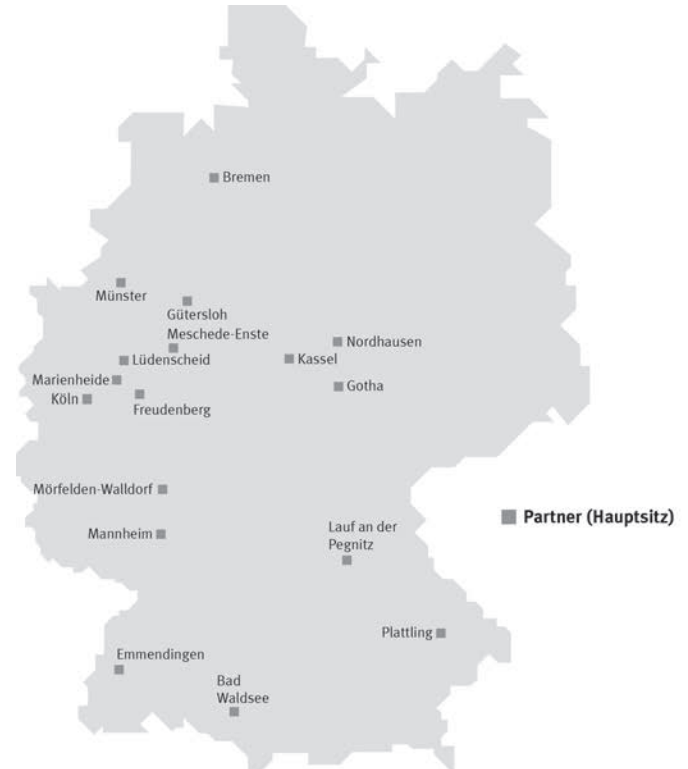 Bremen
Münster
Gütersloh
Meschede-Enste
Nordhausen
Lüdenscheid
Kassel
Marienheide
Gotha
Köln
Freudenberg
Mörfelden-Walldorf
Partner (Hauptsitz)
Mannheim
Lauf an der
Pegnitz
Plattling
Emmendingen
Bad
Waldsee